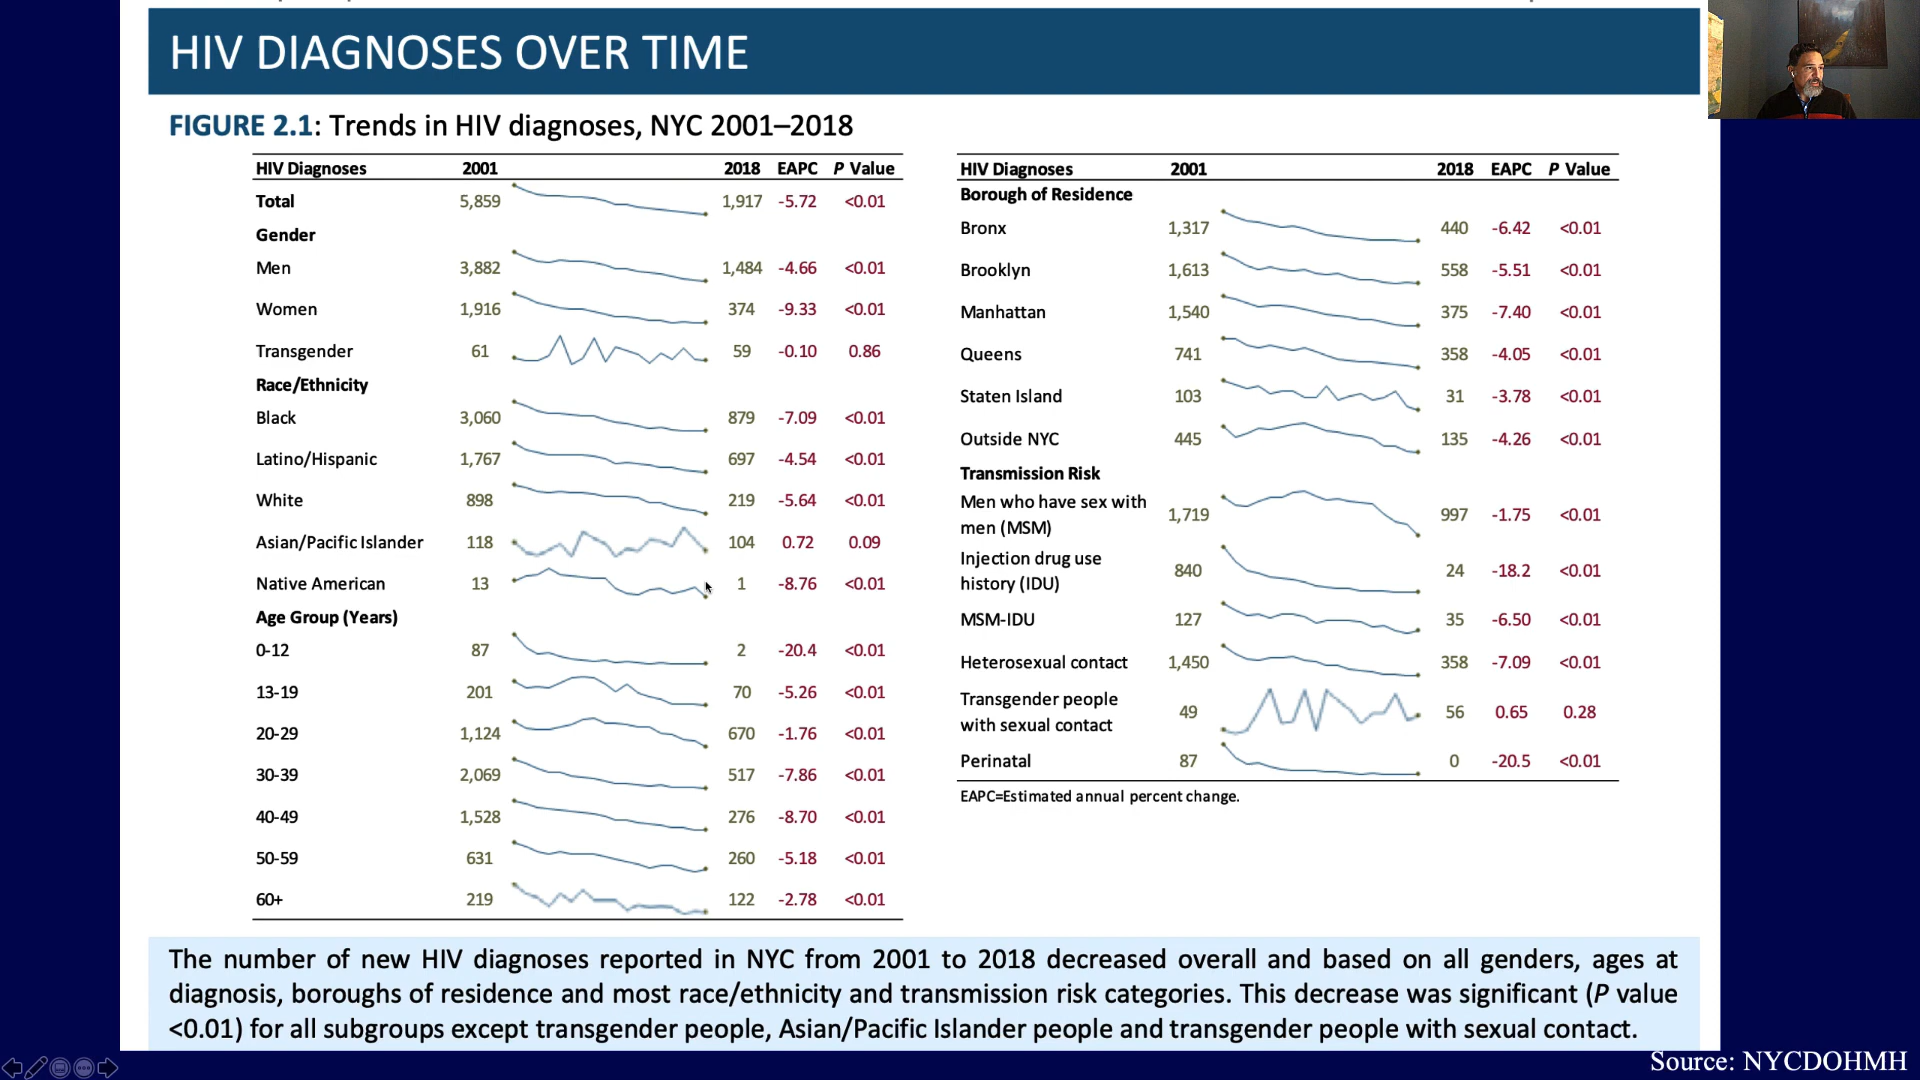 HIV DIAGNOSES OVER TIME
FIGURE 2.1: Trends in HIV diagnoses, NYC 2001–2018
HIV Diagnoses 2001 2018 EAPC P Value
Total 5,859 1,917 -5.72 <0.01
Gender
Men 3,882 1,484 -4.66 <0.01
Women 1,916 374 -9.33 <0.01
Transgender 61 59 -0.10 0.86
Race/Ethnicity
Black 3,060 879 -7.09 <0.01
Latino/Hispanic 1,767 697 -4.54 <0.01
White 898 219 -5.64 <0.01
Asian/Pacific Islander 118 104 0.72 0.09
Native American 13 1 -8.76 <0.01
Age Group (Years)
0-12 87 2 -20.4 <0.01
13-19 201 70 -5.26 <0.01
20-29 1,124 670 -1.76 <0.01
30-39 2,069 517 -7.86 <0.01
40-49 1,528 276 -8.70 <0.01
50-59 631 260 -5.18 <0.01
60+ 219 122 -2.78 <0.01
HIV Diagnoses 2001 2018 EAPC P Value
Borough of Residence
Bronx 1,317 440 -6.42 <0.01
Brooklyn 1,613 558 -5.51 <0.01
Manhattan 1,540 375 -7.40 <0.01
Queens 741 358 -4.05 <0.01
Staten Island 103 31 -3.78 <0.01
Outside NYC 445 135 -4.26 <0.01
Transmission Risk
Men who have sex with
men (MSM) 1,719 997 -1.75 <0.01
Injection drug use
history (IDU) 840 24 -18.2 <0.01
MSM-IDU 127 35 -6.50 <0.01
Heterosexual contact 1,450 358 -7.09 <0.01
Transgender people
with sexual contact 49 56 0.65 0.28
Perinatal 87 0 -20.5 <0.01
EAPC=Estimated annual percent change.
The number of new HIV diagnoses reported in NYC from 2001 to 2018 decreased overall and based on all genders, ages at
diagnosis, boroughs of residence and most race/ethnicity and transmission risk categories. This decrease was significant (P value
<0.01) for all subgroups except transgender people, Asian/Pacific Islander people and transgender people with sexual contact.
Source: NYCDOHMH